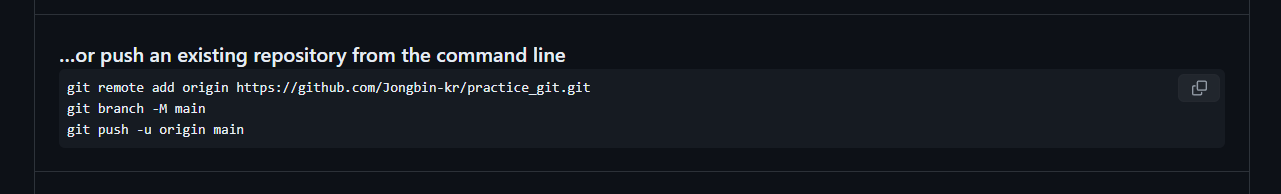 ...or push an existing repository from the command line
git remote add origin https://github.com/Jongbin-kr/practice_git.git
git branch -M main
git push -u origin main